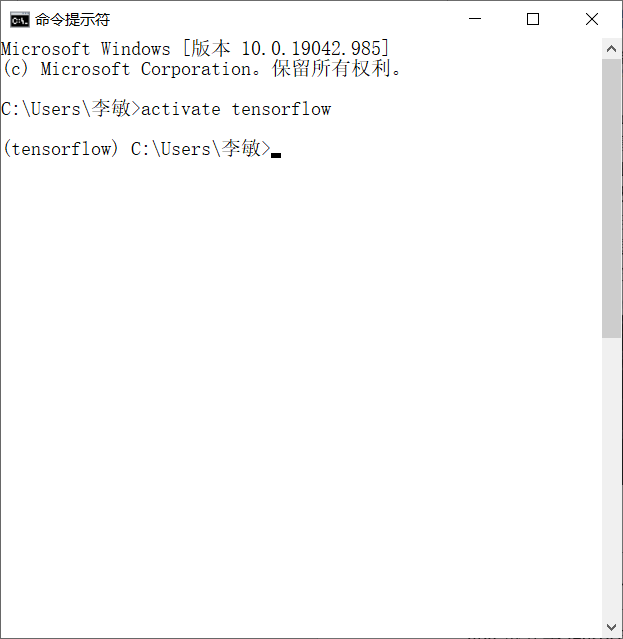 命令提示符
Microsoft Windows [版本 10.0.19042.985]
(c) Microsoft Corporation。保留所有权利。
C:\Users\李敏>activate tensorflow
(tensorflow) C:\Users\李敏>